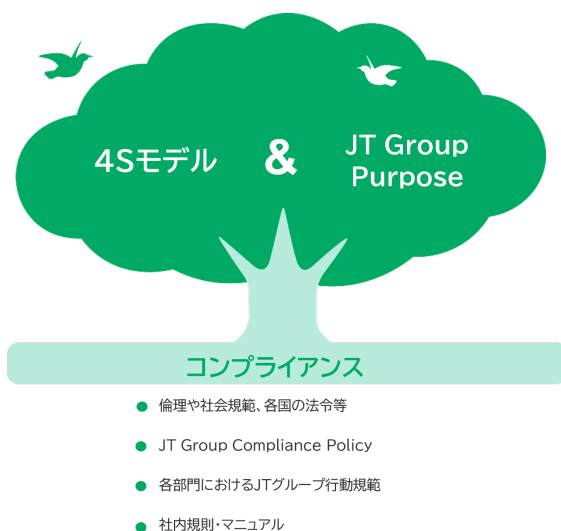 4Sモデル
&
JT Group
Purpose
コンプライアンス
● 倫理や社会規範、各国の法令等
● JT Group Compliance Policy
● 各部門におけるJTグループ行動規範
● 社内規則・マニュアル